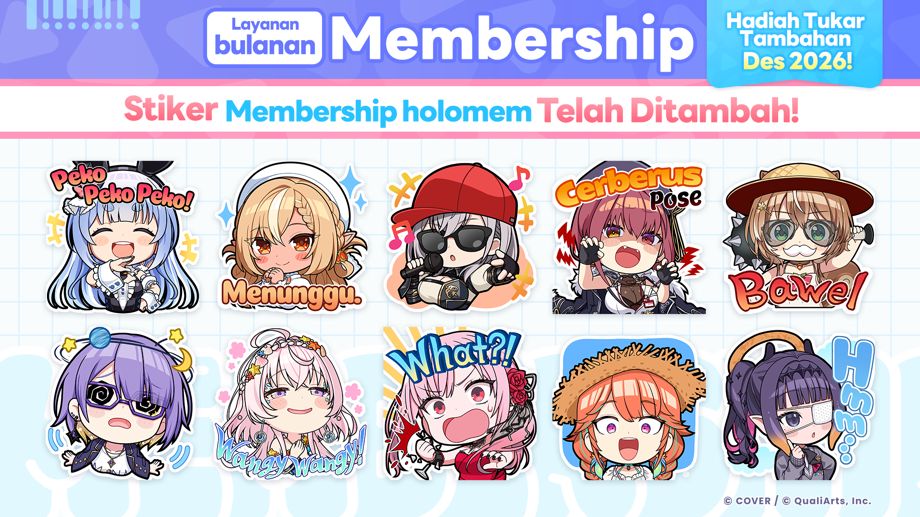 Layanan
bulanan
Membership
Hadiah Tukar
Tambahan
Des 2026!
Stiker Membership holomem Telah Ditambah!
Peko
Peko Peko!
Menunggu.
Cerberus
Pose
Bawel
Wangy Wangy!
What?!
Hmm...
© COVER / © QualiArts, Inc.